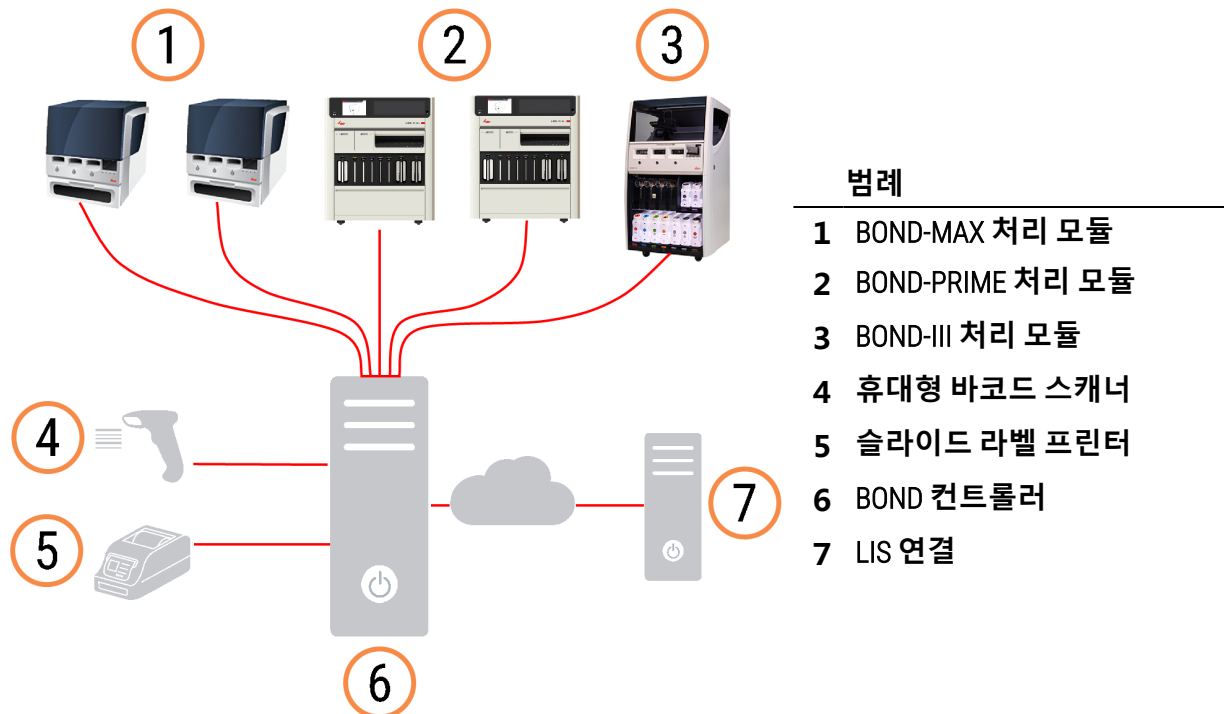 1
2
3
범례
1 BOND-MAX 처리 모듈
2 BOND-PRIME 처리 모듈
3 BOND-III 처리 모듈
4 휴대형 바코드 스캐너
5 슬라이드 라벨 프린터
6 BOND 컨트롤러
7 LIS 연결
4
5
7
6